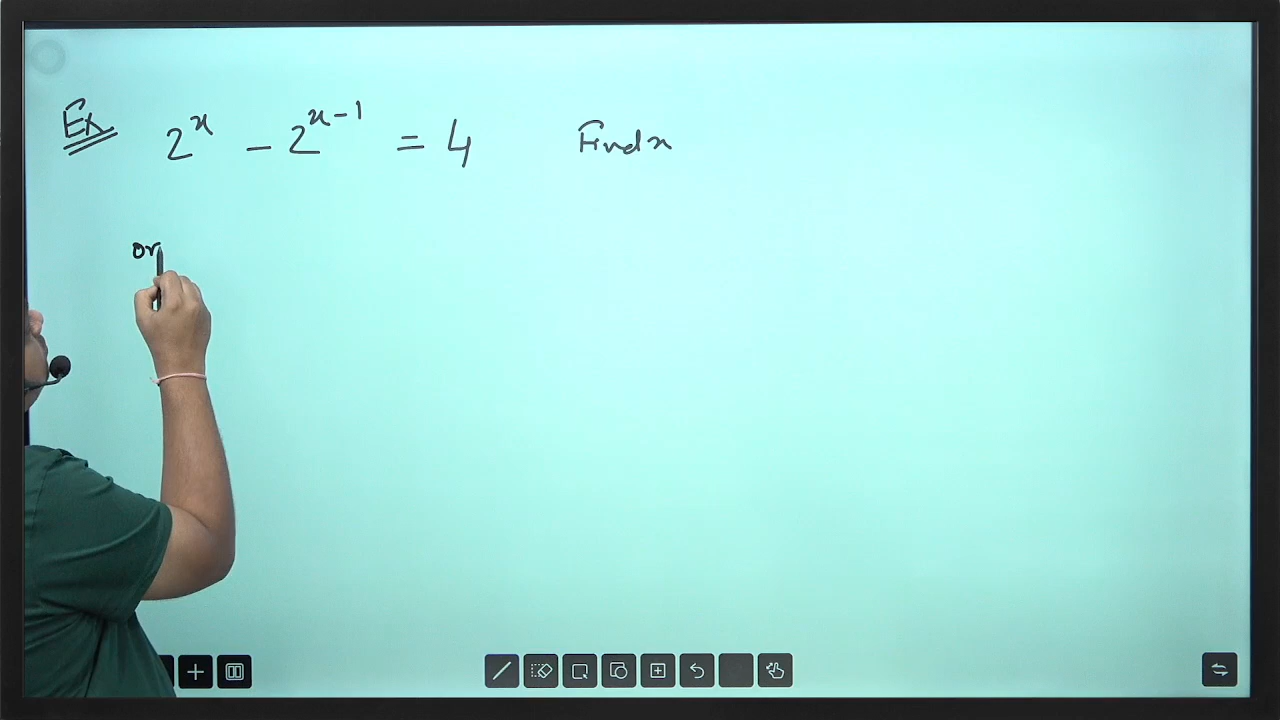 Ex 2^x - 2^(x-1) = 4 Find x
or